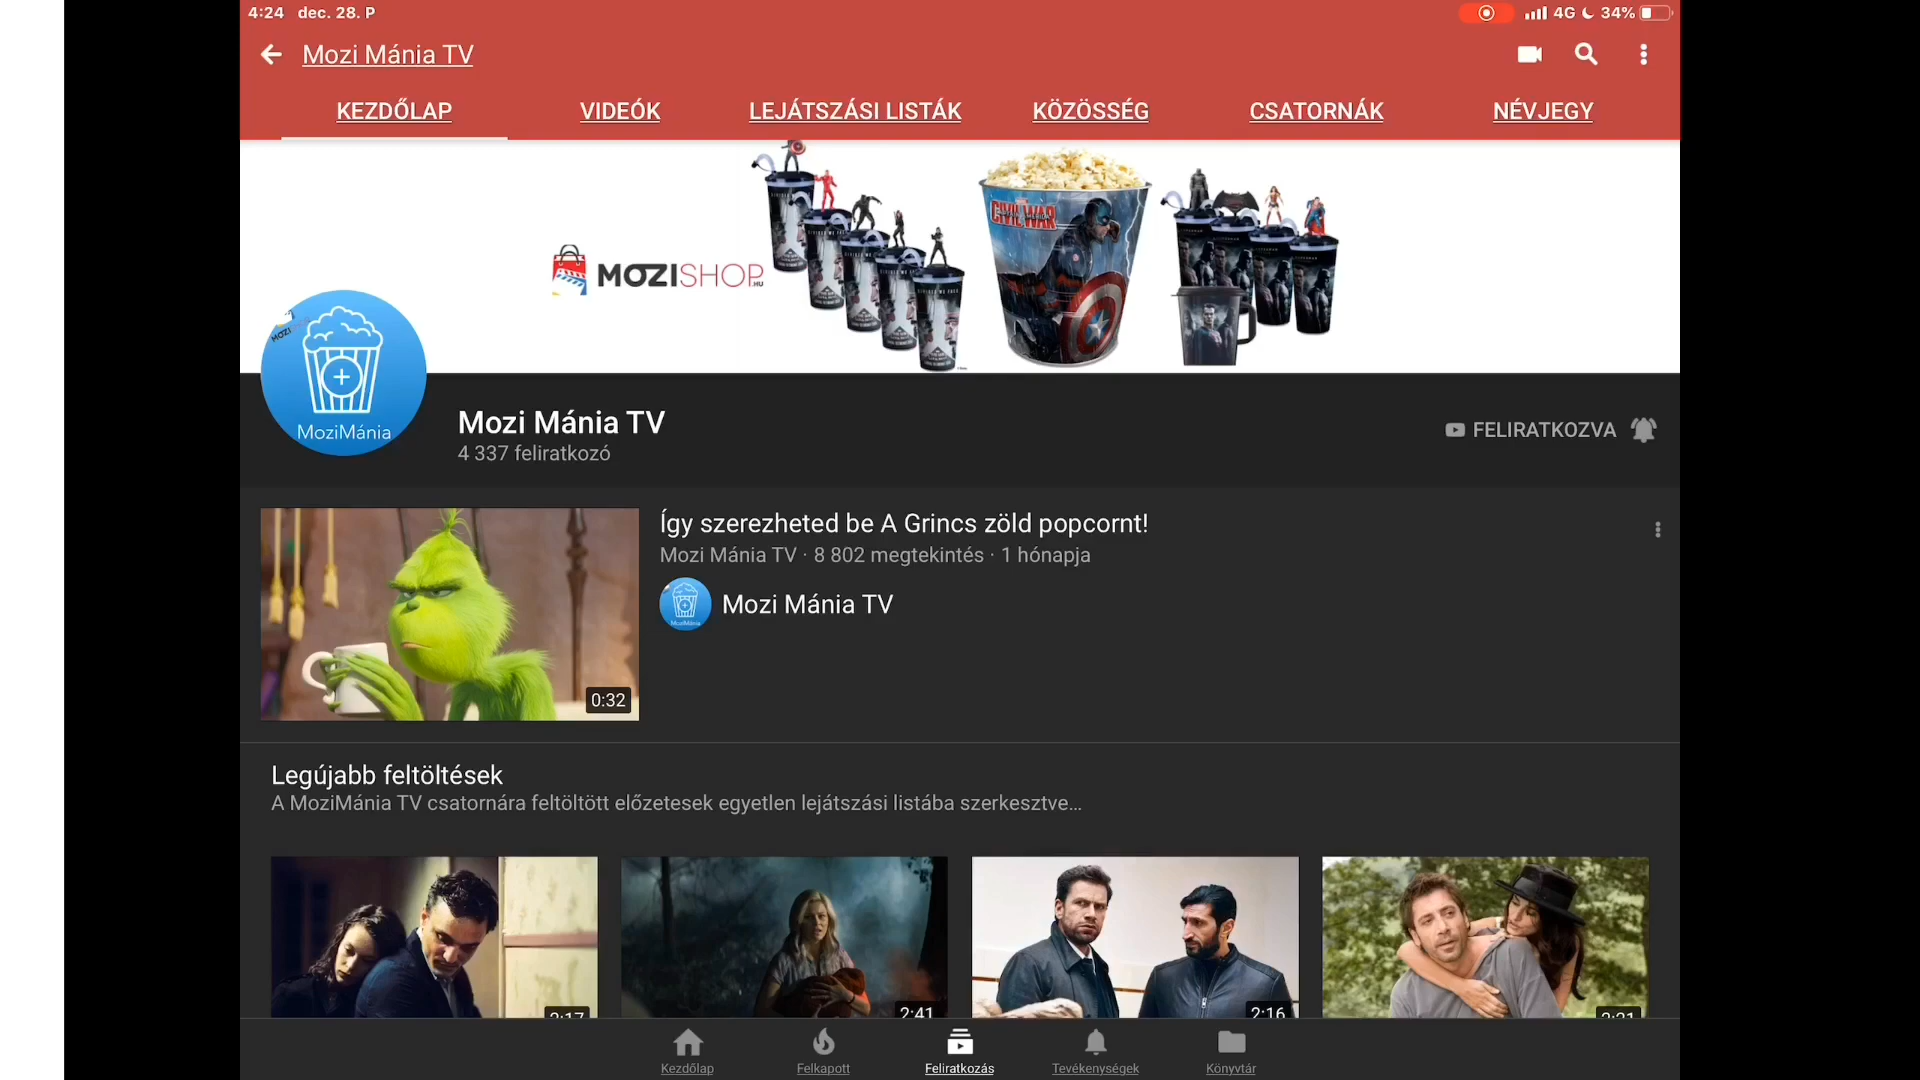 4:24 dec. 28. P
4G 34%
Mozi Mánia TV
KEZDŐLAP VIDEÓK LEJÁTSZÁSI LISTÁK KÖZÖSSÉG CSATORNÁK NÉVJEGY
CIVIL WAR
MOZISHOP.HU
MoziMánia
Mozi Mánia TV
4 337 feliratkozó
FELIRATKOZVA
Így szerezheted be A Grincs zöld popcornt!
Mozi Mánia TV · 8 802 megtekintés · 1 hónapja
Mozi Mánia TV
0:32
Legújabb feltöltések
A MoziMánia TV csatornára feltöltött előzetesek egyetlen lejátszási listába szerkesztve...
2:17 2:41 2:16
Kezdőlap Felkapott Feliratkozás Tevékenységek Könyvtár